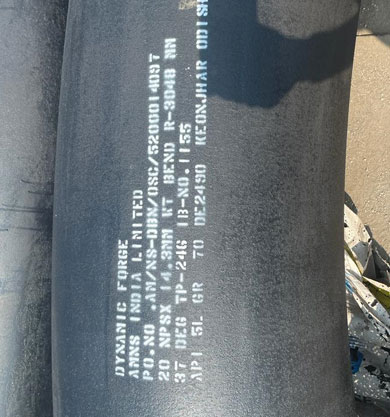 DYNAMIC FORGE
AMNS INDIA LIMITED
PO.NO .AM/NS-DBN/OSC/5200014097
20 NPSX 14.3MM KT BEND R-3048 MM
37 DEG TP-246 IB-NO.1155
API 5L GR 70 DE2490 KEONJHAR ODISH